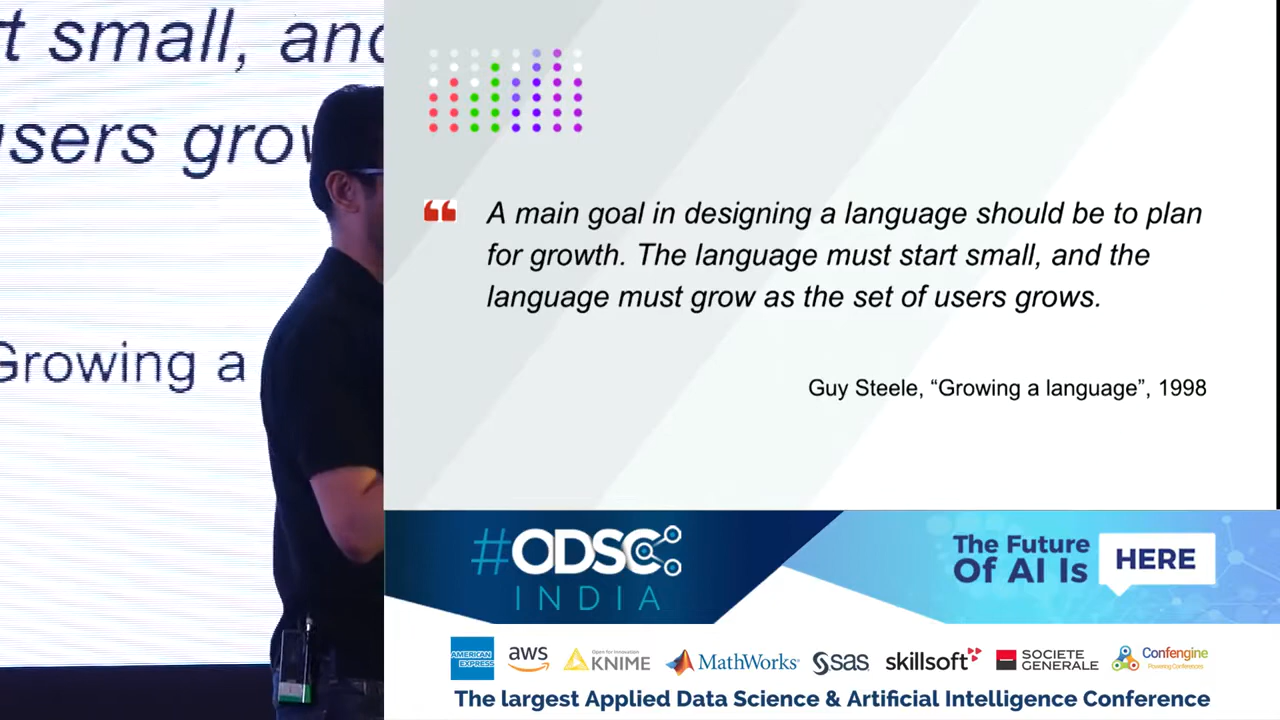 t small, and
users grow
Growing a
A main goal in designing a language should be to plan
for growth. The language must start small, and the
language must grow as the set of users grows.
Guy Steele, “Growing a language”, 1998
#ODSC
INDIA
The Future
Of AI Is
HERE
AMERICAN
EXPRESS
aws
Open for Innovation
KNIME
MathWorks
sas
skillsoft
SOCIETE
GENERALE
Confengine
Powering Conferences
The largest Applied Data Science & Artificial Intelligence Conference